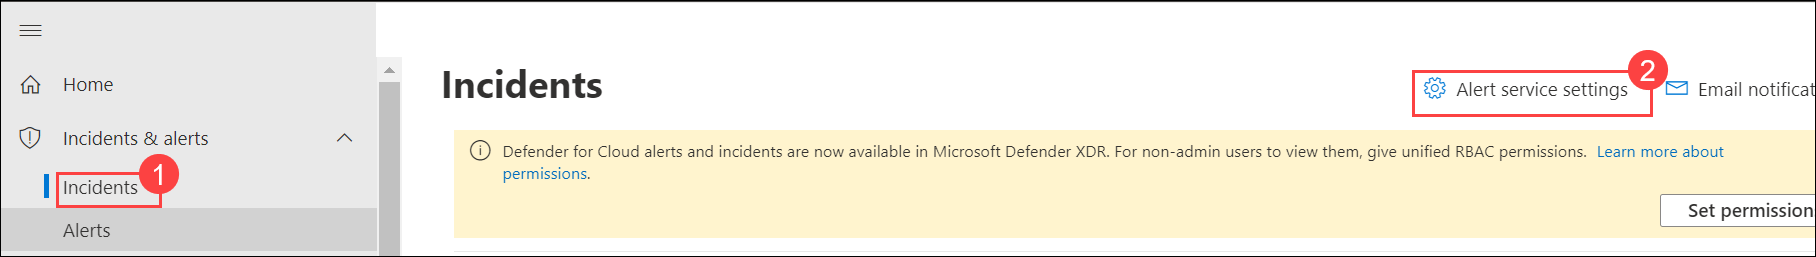 Home
Incidents & alerts
Incidents
1
Alerts
Incidents
Alert service settings
2
Email notificat
Defender for Cloud alerts and incidents are now available in Microsoft Defender XDR. For non-admin users to view them, give unified RBAC permissions. Learn more about
permissions.
Set permission